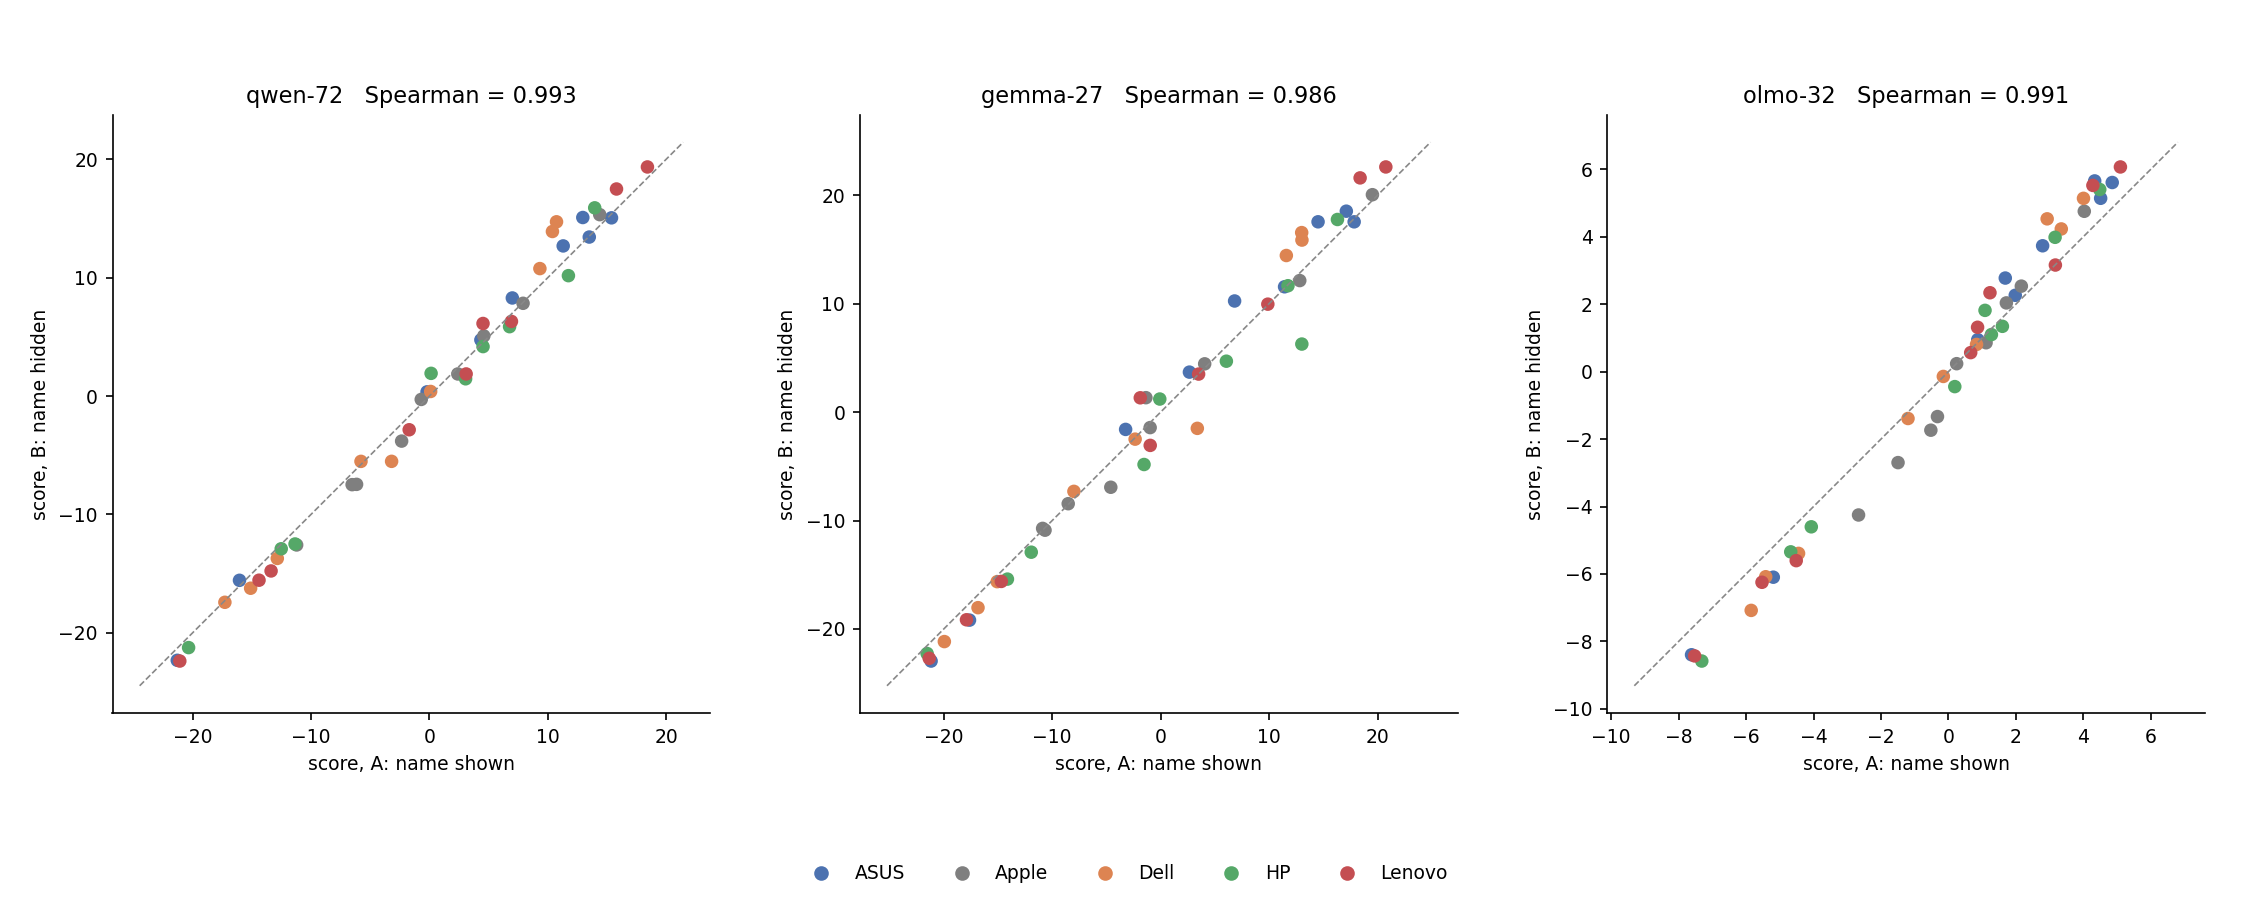 qwen-72   Spearman = 0.993
score, B: name hidden
20
10
0
−10
−20
−20
−10
0
10
20
score, A: name shown
gemma-27   Spearman = 0.986
score, B: name hidden
20
10
0
−10
−20
−20
−10
0
10
20
score, A: name shown
olmo-32   Spearman = 0.991
score, B: name hidden
6
4
2
0
−2
−4
−6
−8
−10
−10
−8
−6
−4
−2
0
2
4
6
score, A: name shown
ASUS
Apple
Dell
HP
Lenovo